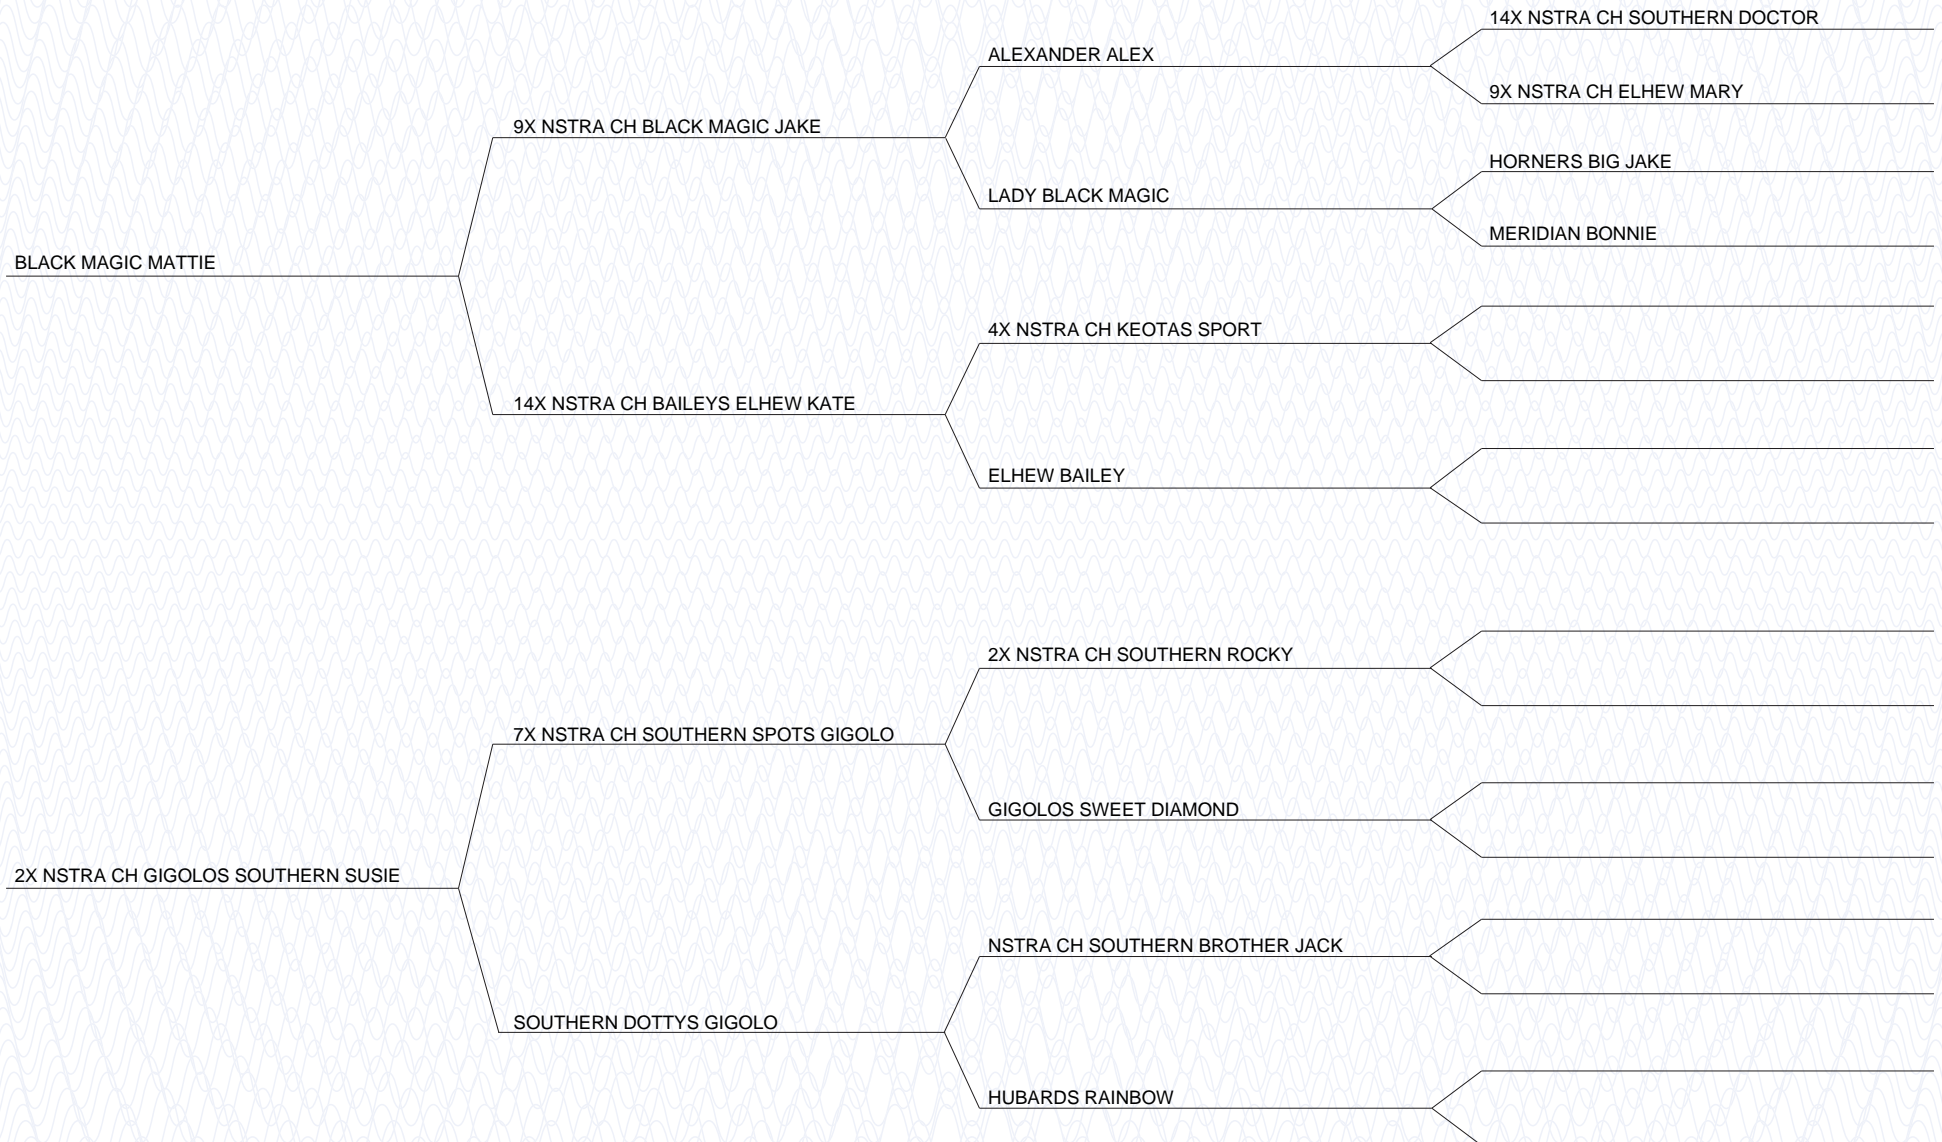 14X NSTRA CH SOUTHERN DOCTOR
ALEXANDER ALEX
9X NSTRA CH ELHEW MARY
9X NSTRA CH BLACK MAGIC JAKE
HORNERS BIG JAKE
LADY BLACK MAGIC
MERIDIAN BONNIE
BLACK MAGIC MATTIE
4X NSTRA CH KEOTAS SPORT
14X NSTRA CH BAILEYS ELHEW KATE
ELHEW BAILEY
2X NSTRA CH SOUTHERN ROCKY
7X NSTRA CH SOUTHERN SPOTS GIGOLO
GIGOLOS SWEET DIAMOND
2X NSTRA CH GIGOLOS SOUTHERN SUSIE
NSTRA CH SOUTHERN BROTHER JACK
SOUTHERN DOTTYS GIGOLO
HUBARDS RAINBOW